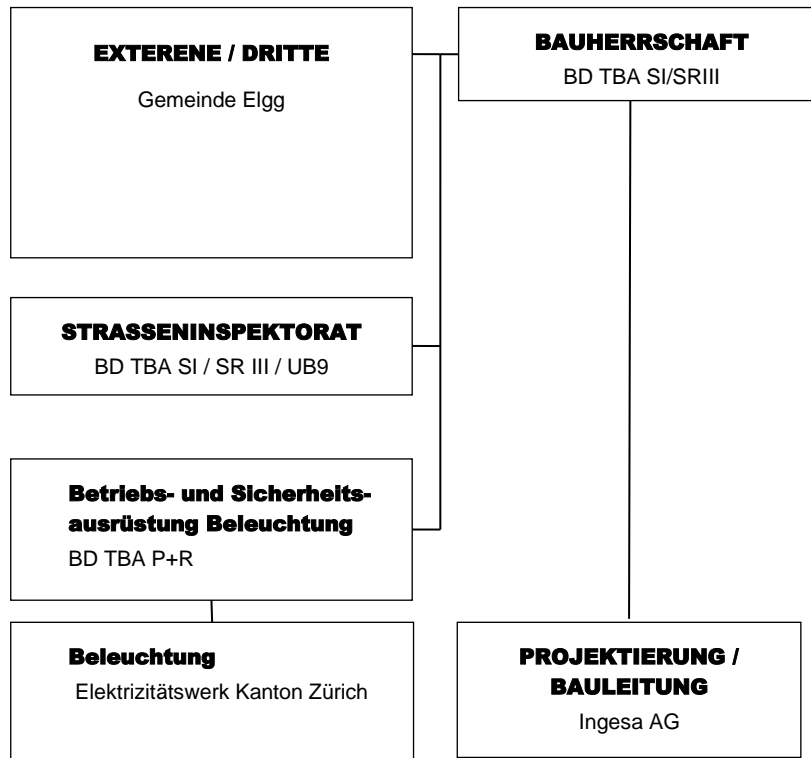 EXTERENE / DRITTE
Gemeinde Elgg
BAUHERRSCHAFT
BD TBA SI/SRIII
STRASSENINSPEKTORAT
BD TBA SI / SR III / UB9
Betriebs- und Sicherheits-
ausrüstung Beleuchtung
BD TBA P+R
Beleuchtung
Elektrizitätswerk Kanton Zürich
PROJEKTIERUNG /
BAULEITUNG
Ingesa AG